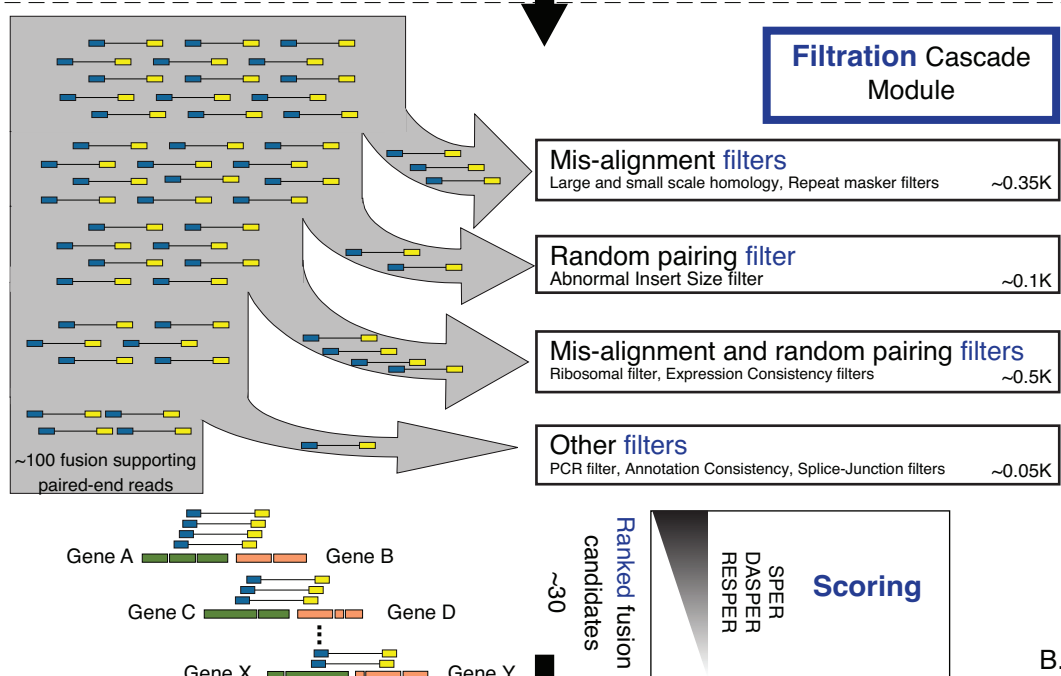 Filtration Cascade
Module
Mis-alignment filters
Large and small scale homology, Repeat masker filters
~0.35K
Random pairing filter
Abnormal Insert Size filter
~0.1K
Mis-alignment and random pairing filters
Ribosomal filter, Expression Consistency filters
~0.5K
Other filters
PCR filter, Annotation Consistency, Splice-Junction filters
~0.05K
~100 fusion supporting
paired-end reads
Gene A
Gene B
Gene C
Gene D
Gene X
Gene Y
Ranked fusion
candidates
~30
SPER
DASPER
RESPER
Scoring
B.